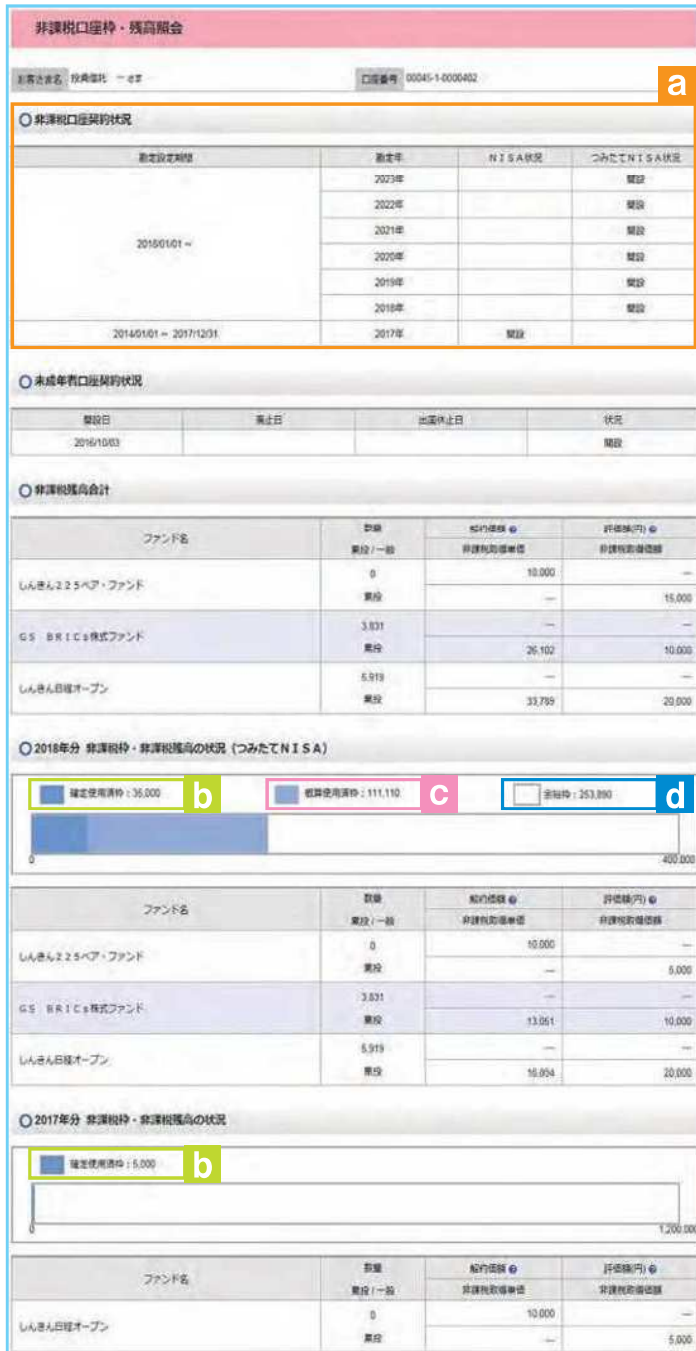 非課税口座枠・残高照会
お客さま名 投資信託 一 さま 口座番号 00045-1-0000402
a
非課税口座契約状況
勘定設定期間 勘定年 NISA状況 つみたてNISA状況
2023年 開設
2022年 開設
2021年 開設
2018/01/01 ～ 2020年 開設
2019年 開設
2018年 開設
2014/01/01 ～ 2017/12/31 2017年 開設
未成年者口座契約状況
開設日 廃止日 出国休止日 状況
2016/10/03 開設
非課税残高合計
ファンド名 数量 解約価額 評価額(円)
累投/一般 非課税取得単価 非課税取得価額
しんきん225ベア・ファンド 0 10,000 ―
累投 ― 15,000
GS BRICs株式ファンド 3,831 ― ―
累投 26,102 10,000
しんきん日経オープン 5,919 ― ―
累投 33,789 20,000
2018年分 非課税枠・非課税残高の状況（つみたてNISA）
確定使用済枠：35,000 b 概算使用済枠：111,110 c 余裕枠：253,890 d
0 400,000
ファンド名 数量 解約価額 評価額(円)
累投/一般 非課税取得単価 非課税取得価額
しんきん225ベア・ファンド 0 10,000 ―
累投 ― 5,000
GS BRICs株式ファンド 3,831 ― ―
累投 13,051 10,000
しんきん日経オープン 5,919 ― ―
累投 16,894 20,000
2017年分 非課税枠・非課税残高の状況
確定使用済枠：5,000 b
0 1,200,000
ファンド名 数量 解約価額 評価額(円)
累投/一般 非課税取得単価 非課税取得価額
しんきん日経オープン 0 10,000 ―
累投 ― 5,000